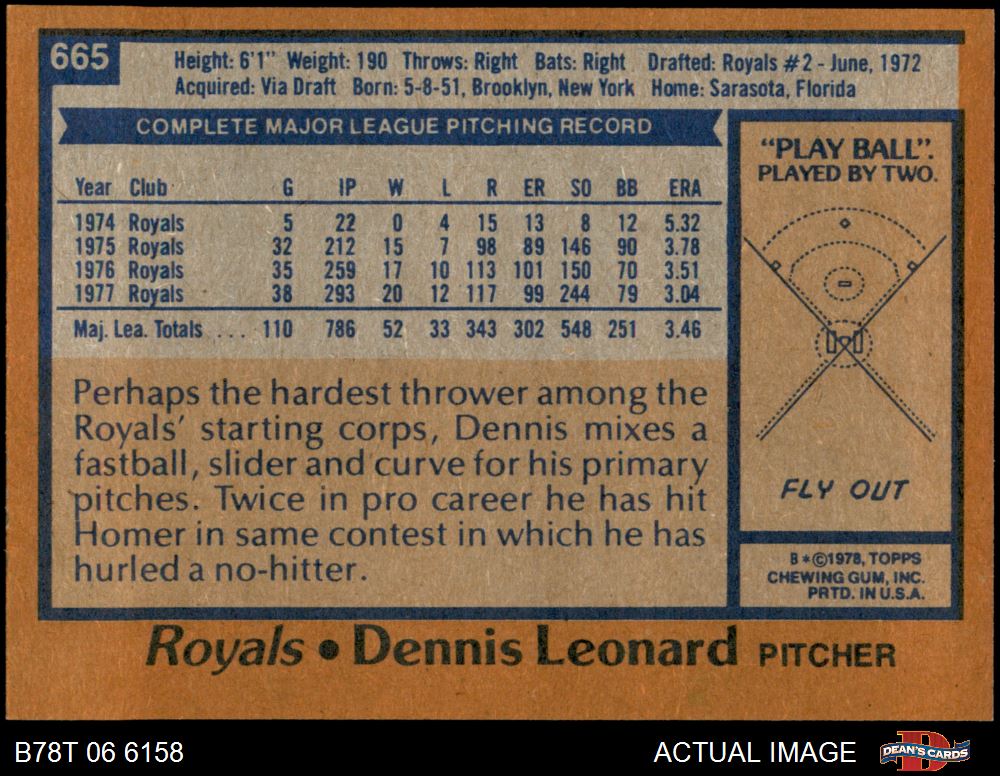 665
Height: 6'1" Weight: 190 Throws: Right Bats: Right Drafted: Royals #2 - June, 1972
Acquired: Via Draft Born: 5-8-51, Brooklyn, New York Home: Sarasota, Florida
COMPLETE MAJOR LEAGUE PITCHING RECORD
Year Club G IP W L R ER SO BB ERA
1974 Royals 5 22 0 4 15 13 8 12 5.32
1975 Royals 32 212 15 7 98 89 146 90 3.78
1976 Royals 35 259 17 10 113 101 150 70 3.51
1977 Royals 38 293 20 12 117 99 244 79 3.04
Maj. Lea. Totals . . . 110 786 52 33 343 302 548 251 3.46
Perhaps the hardest thrower among the
Royals' starting corps, Dennis mixes a
fastball, slider and curve for his primary
pitches. Twice in pro career he has hit
Homer in same contest in which he has
hurled a no-hitter.
"PLAY BALL".
PLAYED BY TWO.
FLY OUT
B*©1978, TOPPS
CHEWING GUM, INC.
PRTD. IN U.S.A.
Royals • Dennis Leonard PITCHER
B78T 06 6158
ACTUAL IMAGE
D
DEAN'S CARDS